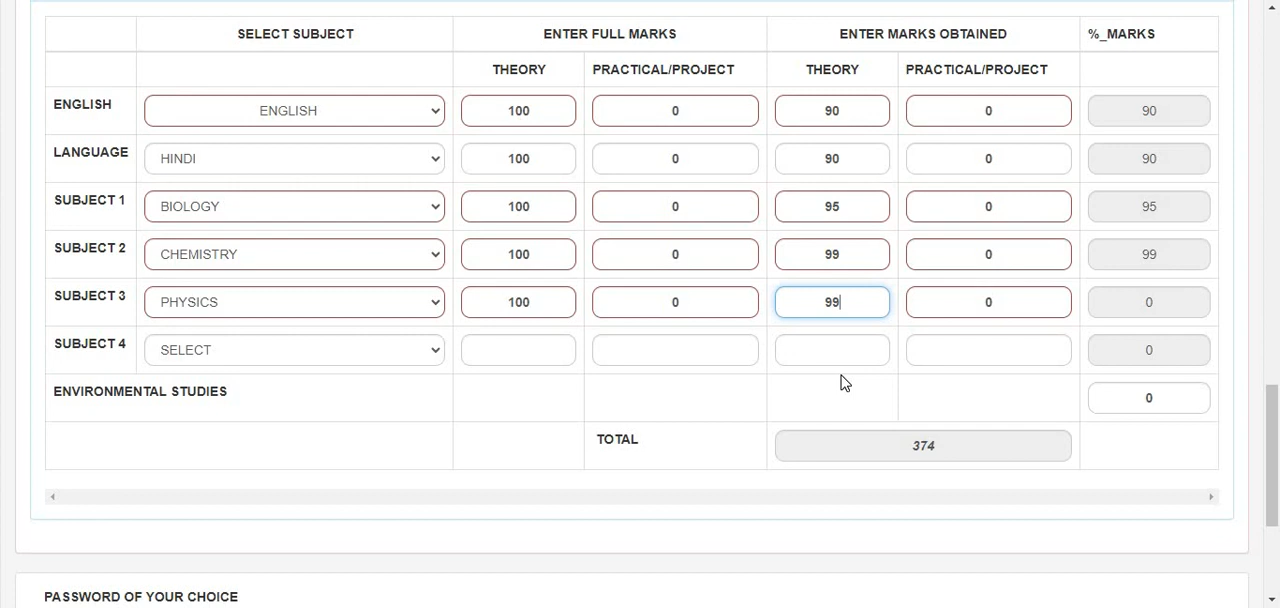 SELECT SUBJECT ENTER FULL MARKS ENTER MARKS OBTAINED %_MARKS
THEORY PRACTICAL/PROJECT THEORY PRACTICAL/PROJECT
ENGLISH ENGLISH 100 0 90 0 90
LANGUAGE HINDI 100 0 90 0 90
SUBJECT 1 BIOLOGY 100 0 95 0 95
SUBJECT 2 CHEMISTRY 100 0 99 0 99
SUBJECT 3 PHYSICS 100 0 99 0 0
SUBJECT 4 SELECT 0
ENVIRONMENTAL STUDIES 0
TOTAL 374
PASSWORD OF YOUR CHOICE